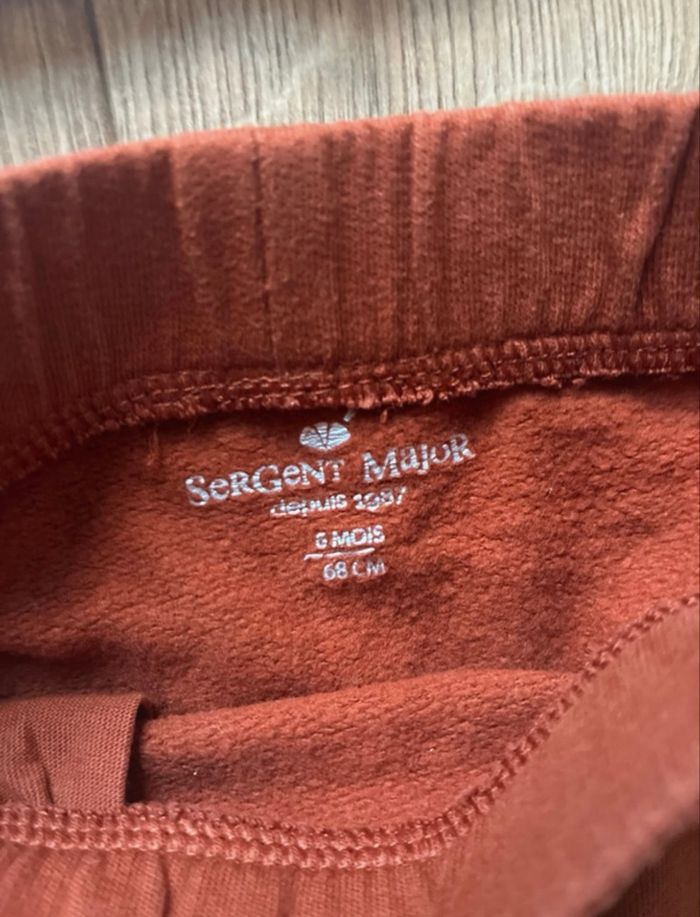 SeRGeNT MaJoR
depuis 1987
6 MOIS
68 CM